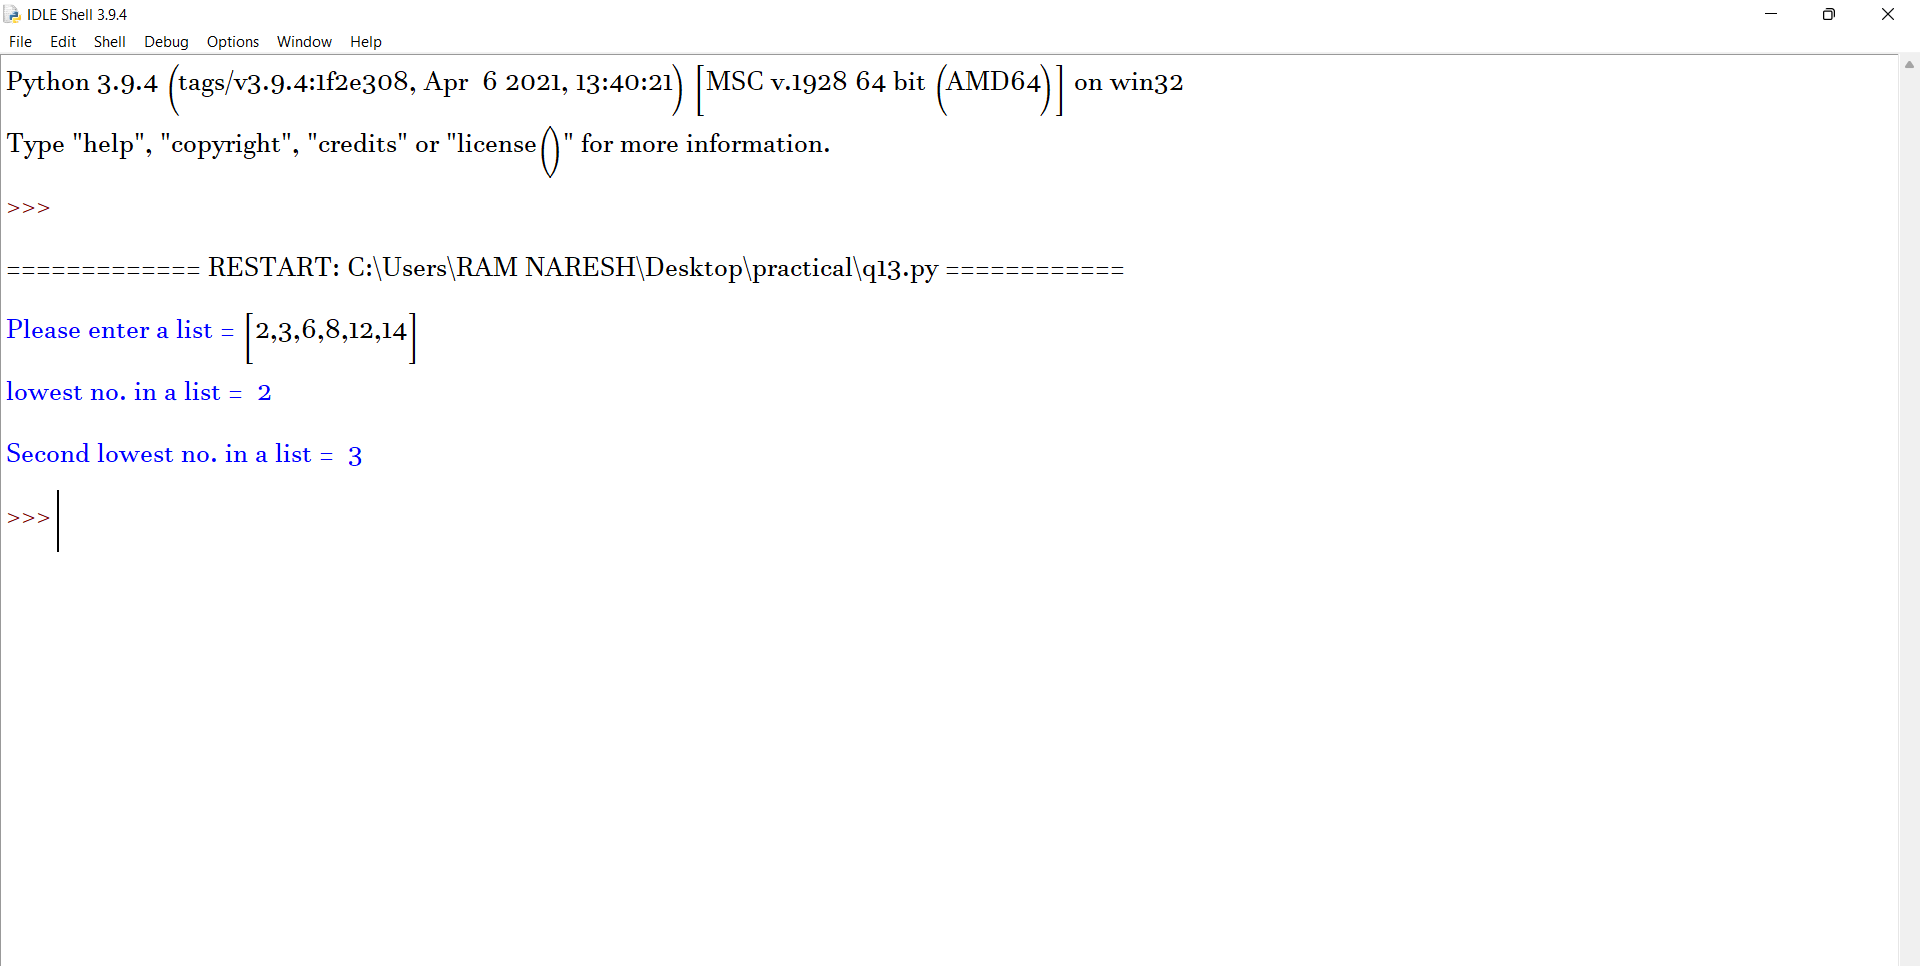 IDLE Shell 3.9.4
File Edit Shell Debug Options Window Help
Python 3.9.4 (tags/v3.9.4:1f2e308, Apr  6 2021, 13:40:21) [MSC v.1928 64 bit (AMD64)] on win32
Type "help", "copyright", "credits" or "license()" for more information.
>>>
============= RESTART: C:\Users\RAM NARESH\Desktop\practical\q13.py ============
Please enter a list = [2,3,6,8,12,14]
lowest no. in a list =  2
Second lowest no. in a list =  3
>>>